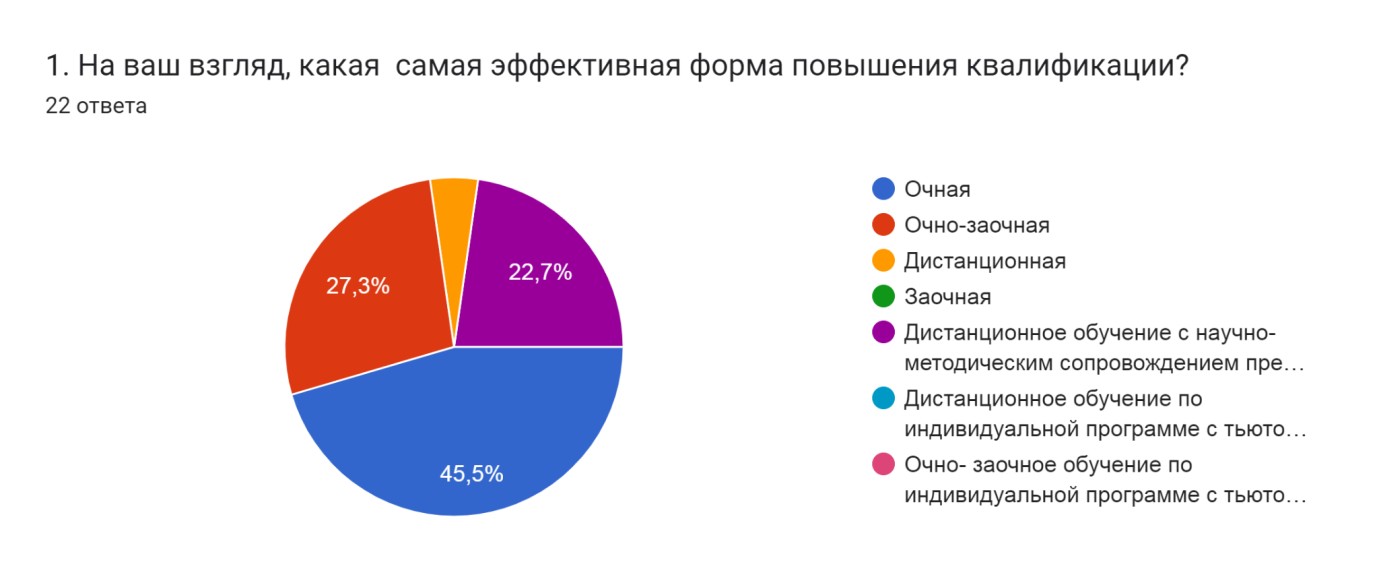 1. На ваш взгляд, какая  самая эффективная форма повышения квалификации?
22 ответа
Очная
Очно-заочная
Дистанционная
Заочная
Дистанционное обучение с научно-
методическим сопровождением пре…
Дистанционное обучение по
индивидуальной программе с тьюто…
Очно- заочное обучение по
индивидуальной программе с тьюто…
22,7%
27,3%
45,5%